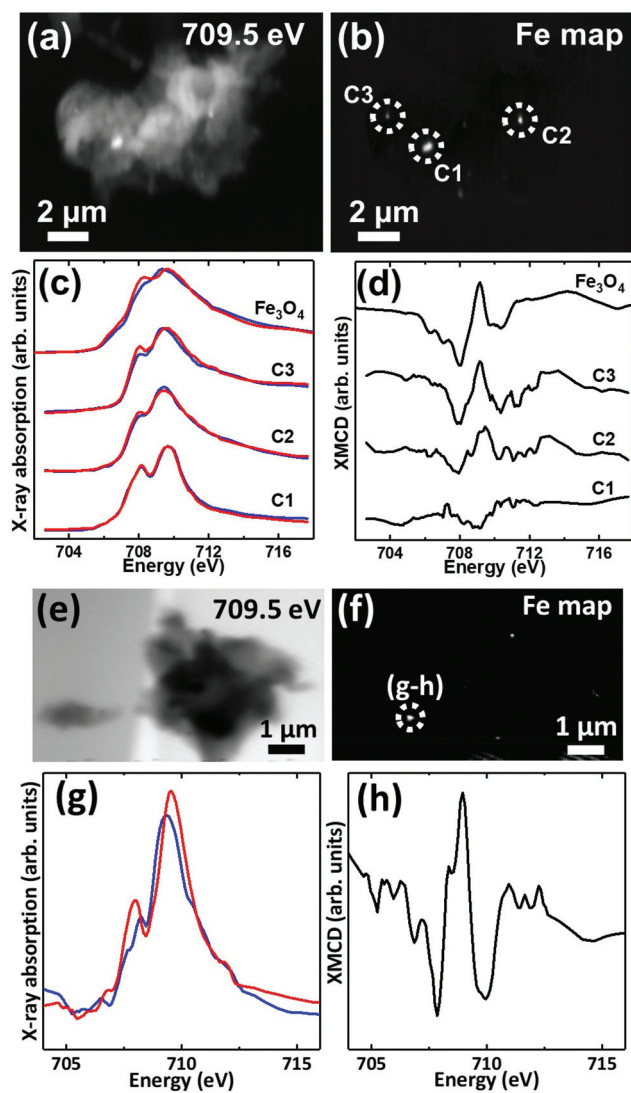 (a) 709.5 eV
2 µm
(b) Fe map
C3
C1
C2
2 µm
(c)
X-ray absorption (arb. units)
Fe3O4
C3
C2
C1
704 708 712 716
Energy (eV)
(d)
XMCD (arb. units)
Fe3O4
C3
C2
C1
704 708 712 716
Energy (eV)
(e) 709.5 eV
1 µm
(f) Fe map
(g-h)
1 µm
(g)
X-ray absorption (arb. units)
705 710 715
Energy (eV)
(h)
XMCD (arb. units)
705 710 715
Energy (eV)